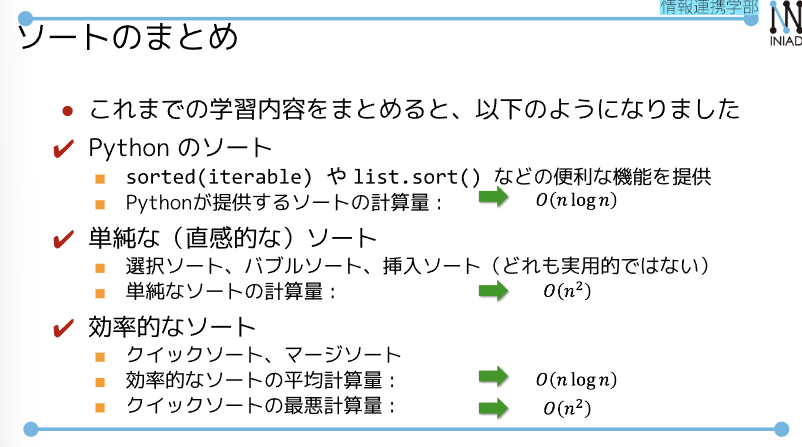 情報連携学部
INIAD
ソートのまとめ
● これまでの学習内容をまとめると、以下のようになりました
✔ Python のソート
■ sorted(iterable) や list.sort() などの便利な機能を提供
■ Pythonが提供するソートの計算量： ➡ O(n log n)
✔ 単純な（直感的な）ソート
■ 選択ソート、バブルソート、挿入ソート（どれも実用的ではない）
■ 単純なソートの計算量： ➡ O(n²)
✔ 効率的なソート
■ クイックソート、マージソート
■ 効率的なソートの平均計算量： ➡ O(n log n)
■ クイックソートの最悪計算量： ➡ O(n²)